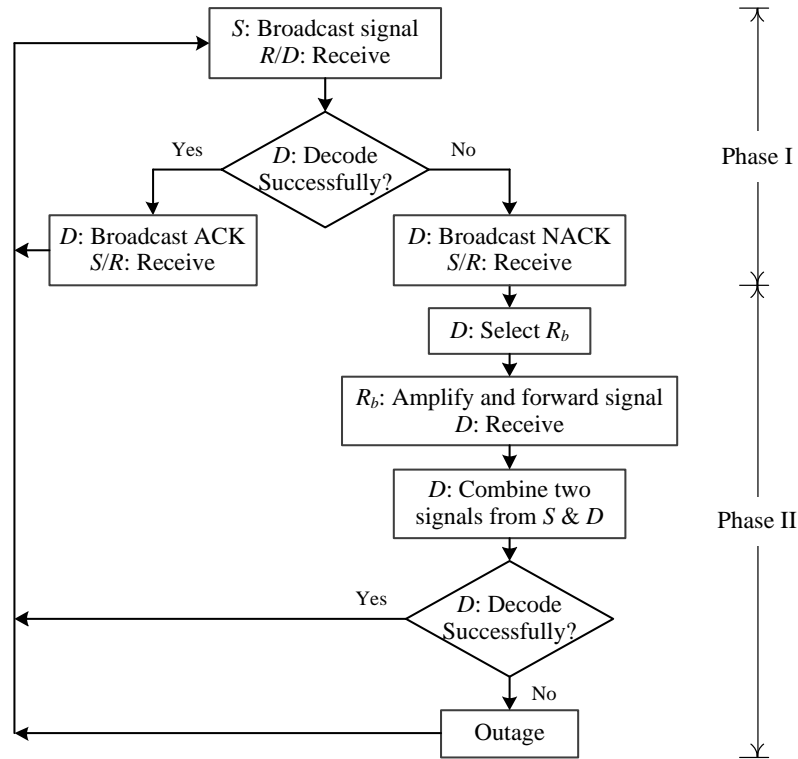 S: Broadcast signal
R/D: Receive
Yes
D: Decode
Successfully?
No
Phase I
D: Broadcast ACK
S/R: Receive
D: Broadcast NACK
S/R: Receive
D: Select R_b
R_b: Amplify and forward signal
D: Receive
D: Combine two
signals from S & D
Phase II
Yes
D: Decode
Successfully?
No
Outage